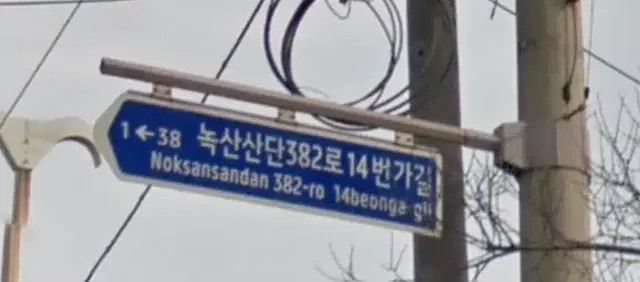 1←38 녹산산단382로14번가길
Noksansandan 382-ro 14beonga-gil